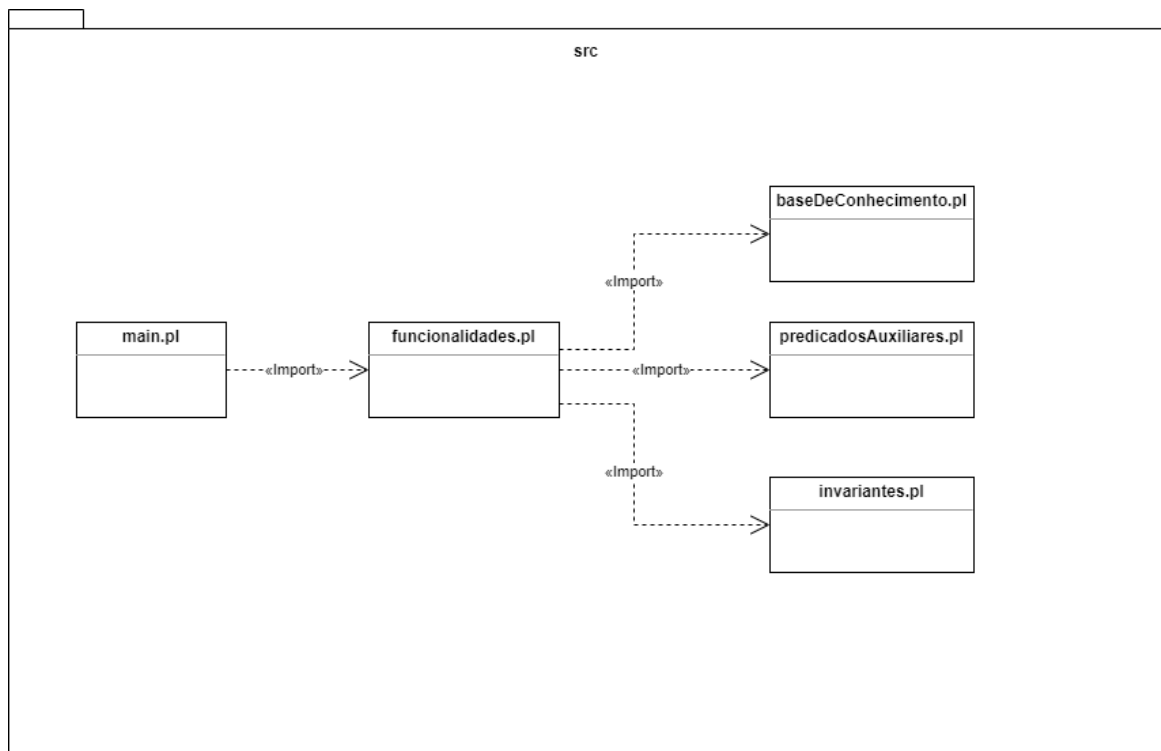 src
baseDeConhecimento.pl
«Import»
main.pl
funcionalidades.pl
predicadosAuxiliares.pl
«Import»
«Import»
«Import»
invariantes.pl